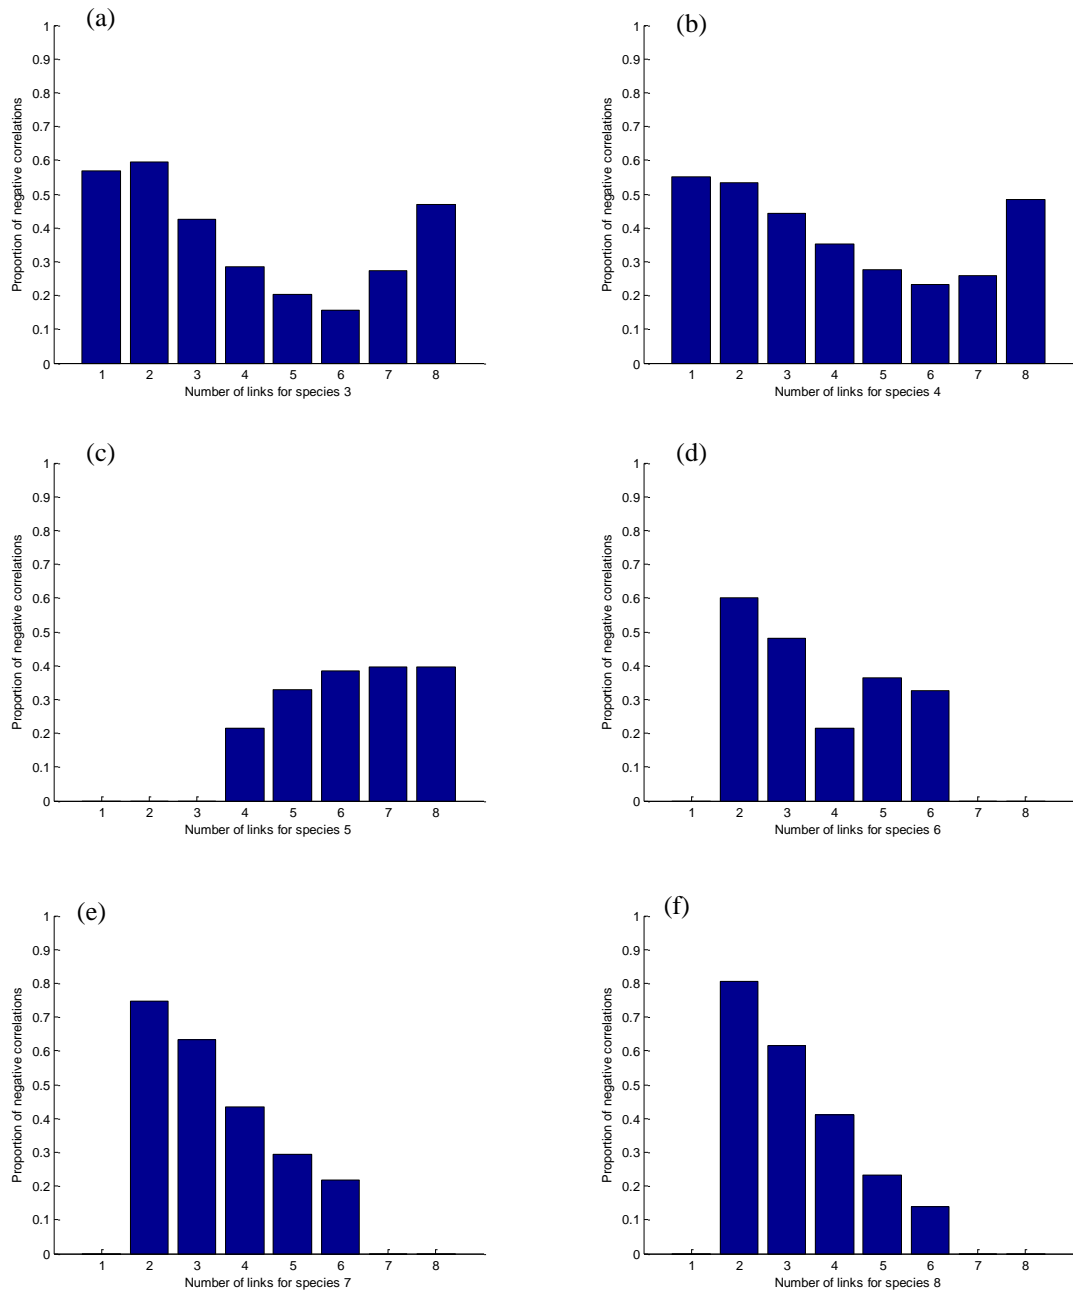 (a)
1
0.9
0.8
0.7
0.6
0.5
0.4
0.3
0.2
0.1
0
Proportion of negative correlations
1 2 3 4 5 6 7 8
Number of links for species 3
(b)
1
0.9
0.8
0.7
0.6
0.5
0.4
0.3
0.2
0.1
0
Proportion of negative correlations
1 2 3 4 5 6 7 8
Number of links for species 4
(c)
1
0.9
0.8
0.7
0.6
0.5
0.4
0.3
0.2
0.1
0
Proportion of negative correlations
1 2 3 4 5 6 7 8
Number of links for species 5
(d)
1
0.9
0.8
0.7
0.6
0.5
0.4
0.3
0.2
0.1
0
Proportion of negative correlations
1 2 3 4 5 6 7 8
Number of links for species 6
(e)
1
0.9
0.8
0.7
0.6
0.5
0.4
0.3
0.2
0.1
0
Proportion of negative correlations
1 2 3 4 5 6 7 8
Number of links for species 7
(f)
1
0.9
0.8
0.7
0.6
0.5
0.4
0.3
0.2
0.1
0
Proportion of negative correlations
1 2 3 4 5 6 7 8
Number of links for species 8